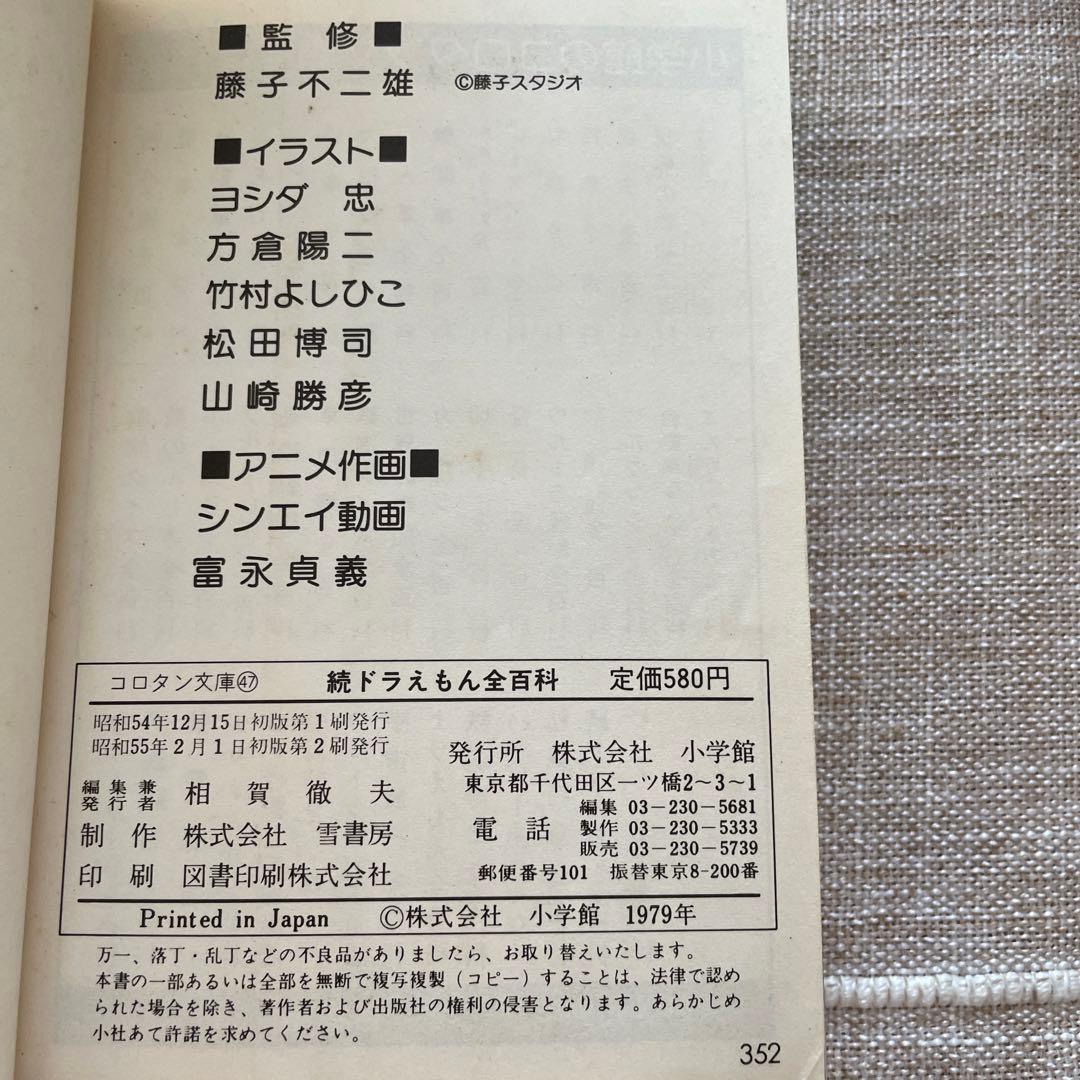 ■監修■
藤子不二雄 ©藤子スタジオ
■イラスト■
ヨシダ 忠
方倉陽二
竹村よしひこ
松田博司
山崎勝彦
■アニメ作画■
シンエイ動画
富永貞義
コロタン文庫㊼ 続ドラえもん全百科 定価580円
昭和54年12月15日初版第1刷発行
昭和55年2月1日初版第2刷発行
編集兼発行者 相賀徹夫
制作 株式会社 雪書房
印刷 図書印刷株式会社
発行所 株式会社 小学館
東京都千代田区一ツ橋2〜3〜1
編集 03-230-5681
電話 製作 03-230-5333
販売 03-230-5739
郵便番号101 振替東京8-200番
Printed in Japan ©株式会社 小学館 1979年
万一、落丁・乱丁などの不良品がありましたら、お取り替えいたします。
本書の一部あるいは全部を無断で複写複製(コピー)することは、法律で認め
られた場合を除き、著作者および出版社の権利の侵害となります。あらかじめ
小社あて許諾を求めてください。
352